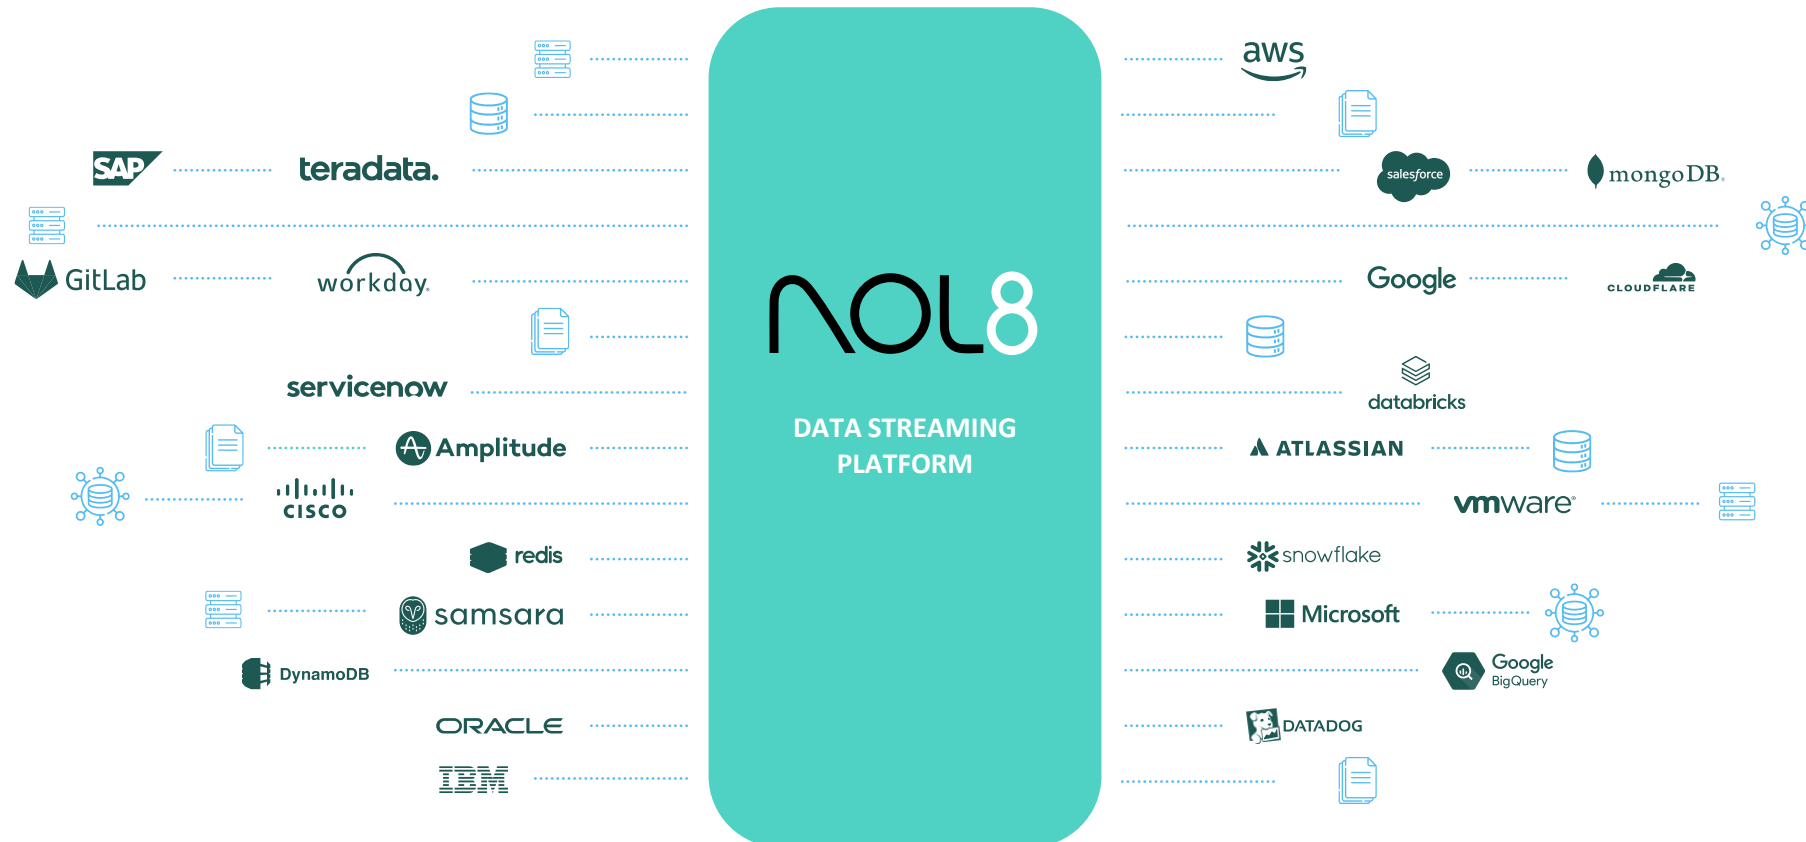 aws
SAP
teradata.
salesforce
mongoDB.
GitLab
workday.
Google
CLOUDFLARE
NOL8
servicenow
databricks
DATA STREAMING
PLATFORM
Amplitude
ATLASSIAN
CISCO
vmware
redis
snowflake
samsara
Microsoft
DynamoDB
Google
BigQuery
ORACLE
DATADOG
IBM